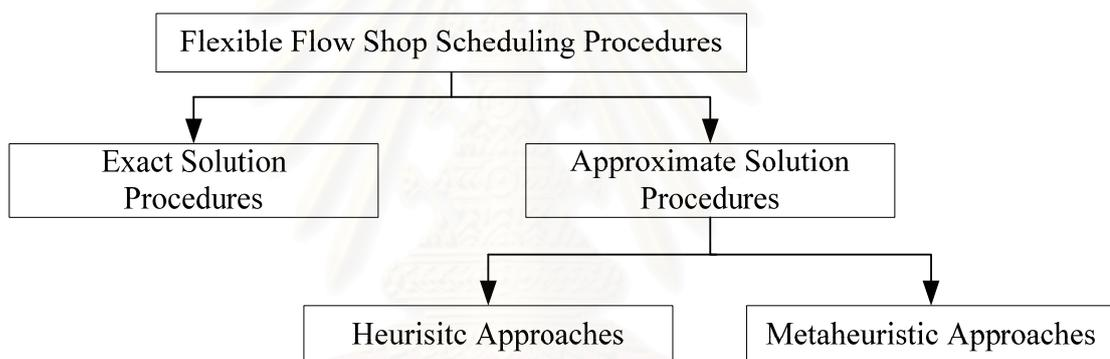 Flexible Flow Shop Scheduling Procedures
Exact Solution
Procedures
Approximate Solution
Procedures
Heurisitc Approaches
Metaheuristic Approaches